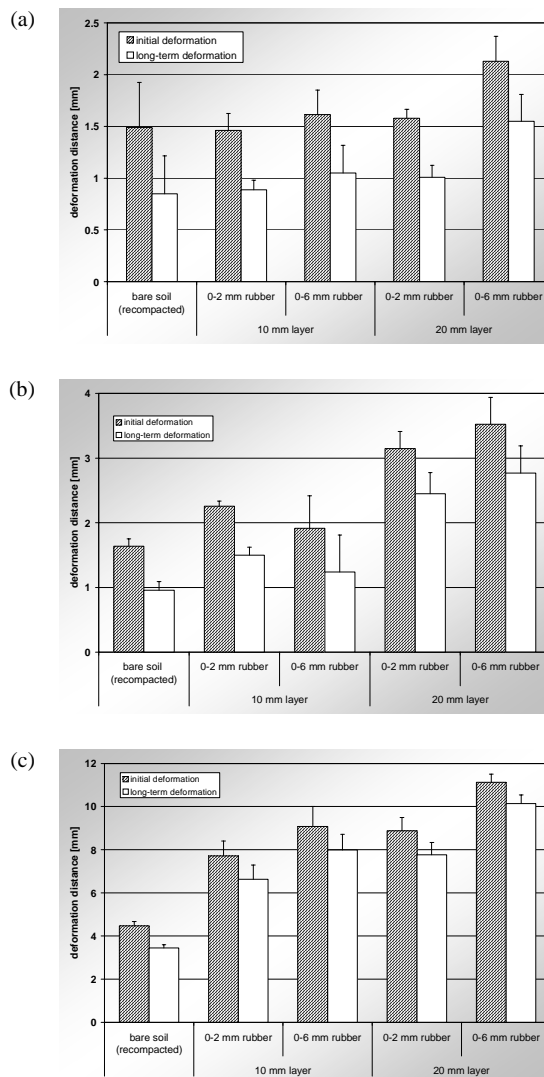 (a)
2.5
initial deformation
long-term deformation
2
1.5
1
0.5
0
deformation distance [mm]
bare soil
(recompacted)
0-2 mm rubber
0-6 mm rubber
0-2 mm rubber
0-6 mm rubber
10 mm layer
20 mm layer
(b)
4
initial deformation
long-term deformation
3
2
1
0
deformation distance [mm]
bare soil
(recompacted)
0-2 mm rubber
0-6 mm rubber
0-2 mm rubber
0-6 mm rubber
10 mm layer
20 mm layer
(c)
12
initial deformation
long-term deformation
10
8
6
4
2
0
deformation distance [mm]
bare soil
(recompacted)
0-2 mm rubber
0-6 mm rubber
0-2 mm rubber
0-6 mm rubber
10 mm layer
20 mm layer